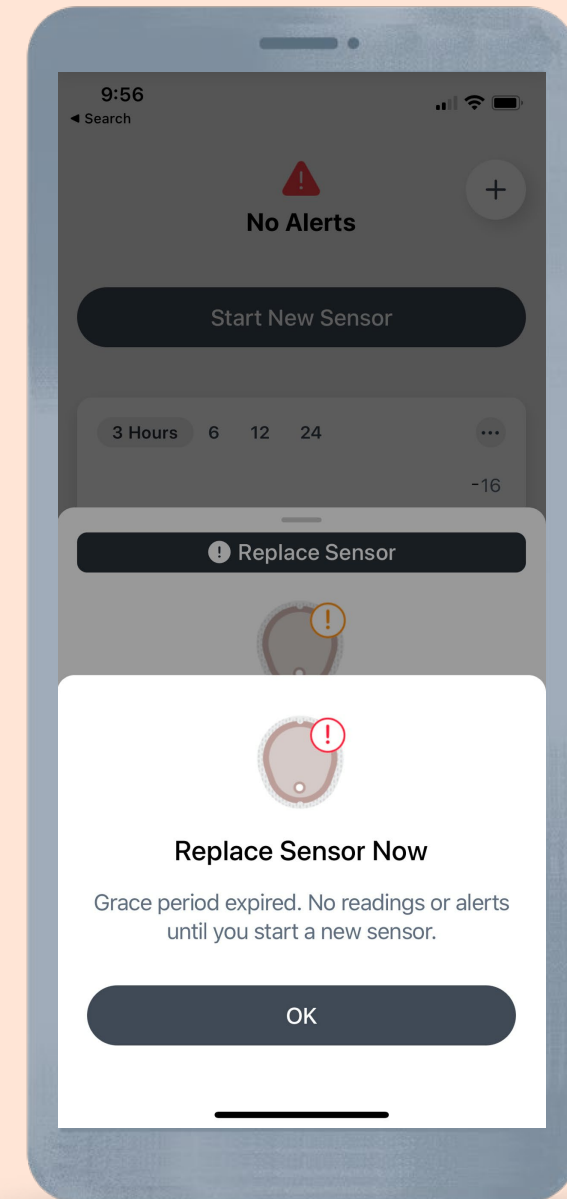 9:56
◄ Search
No Alerts
+
Start New Sensor
3 Hours 6 12 24 ...
-16
! Replace Sensor
!
!
Replace Sensor Now
Grace period expired. No readings or alerts
until you start a new sensor.
OK